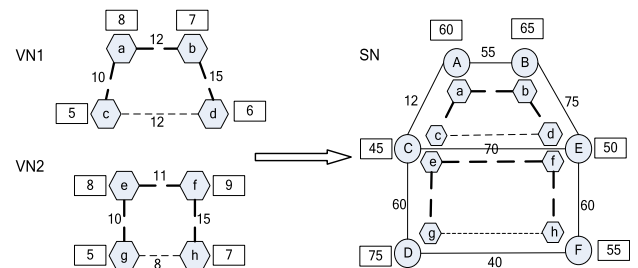 8 7
VN1
a 12 b
10 15
5 c 12 d 6
VN2
8 e 11 f 9
10 15
5 g 8 h 7
SN
60 65
A 55 B
a b
12 75
c d
45 C 70 E 50
e f
60 60
g h
75 D 40 F 55